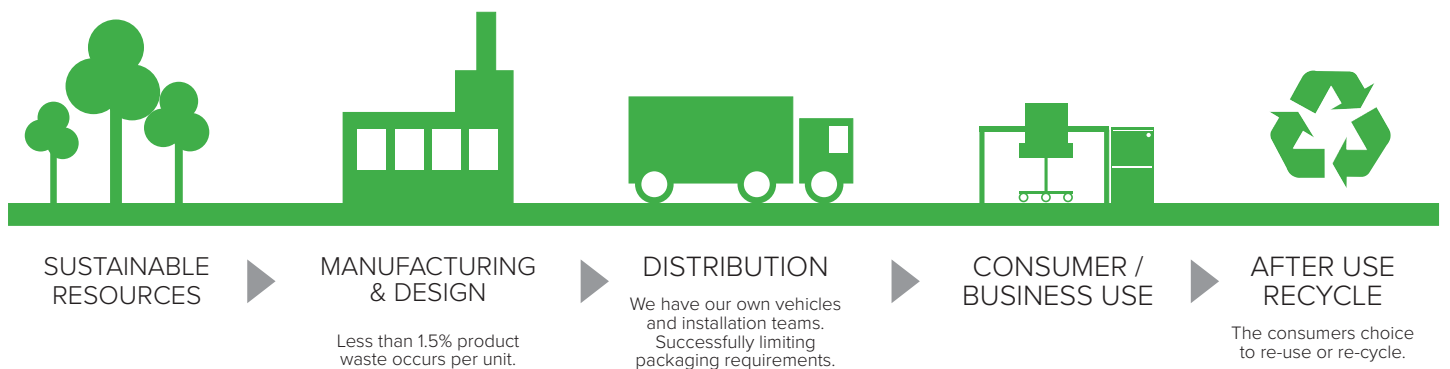 SUSTAINABLE
RESOURCES
MANUFACTURING
& DESIGN
Less than 1.5% product
waste occurs per unit.
DISTRIBUTION
We have our own vehicles
and installation teams.
Successfully limiting
packaging requirements.
CONSUMER /
BUSINESS USE
AFTER USE
RECYCLE
The consumers choice
to re-use or re-cycle.